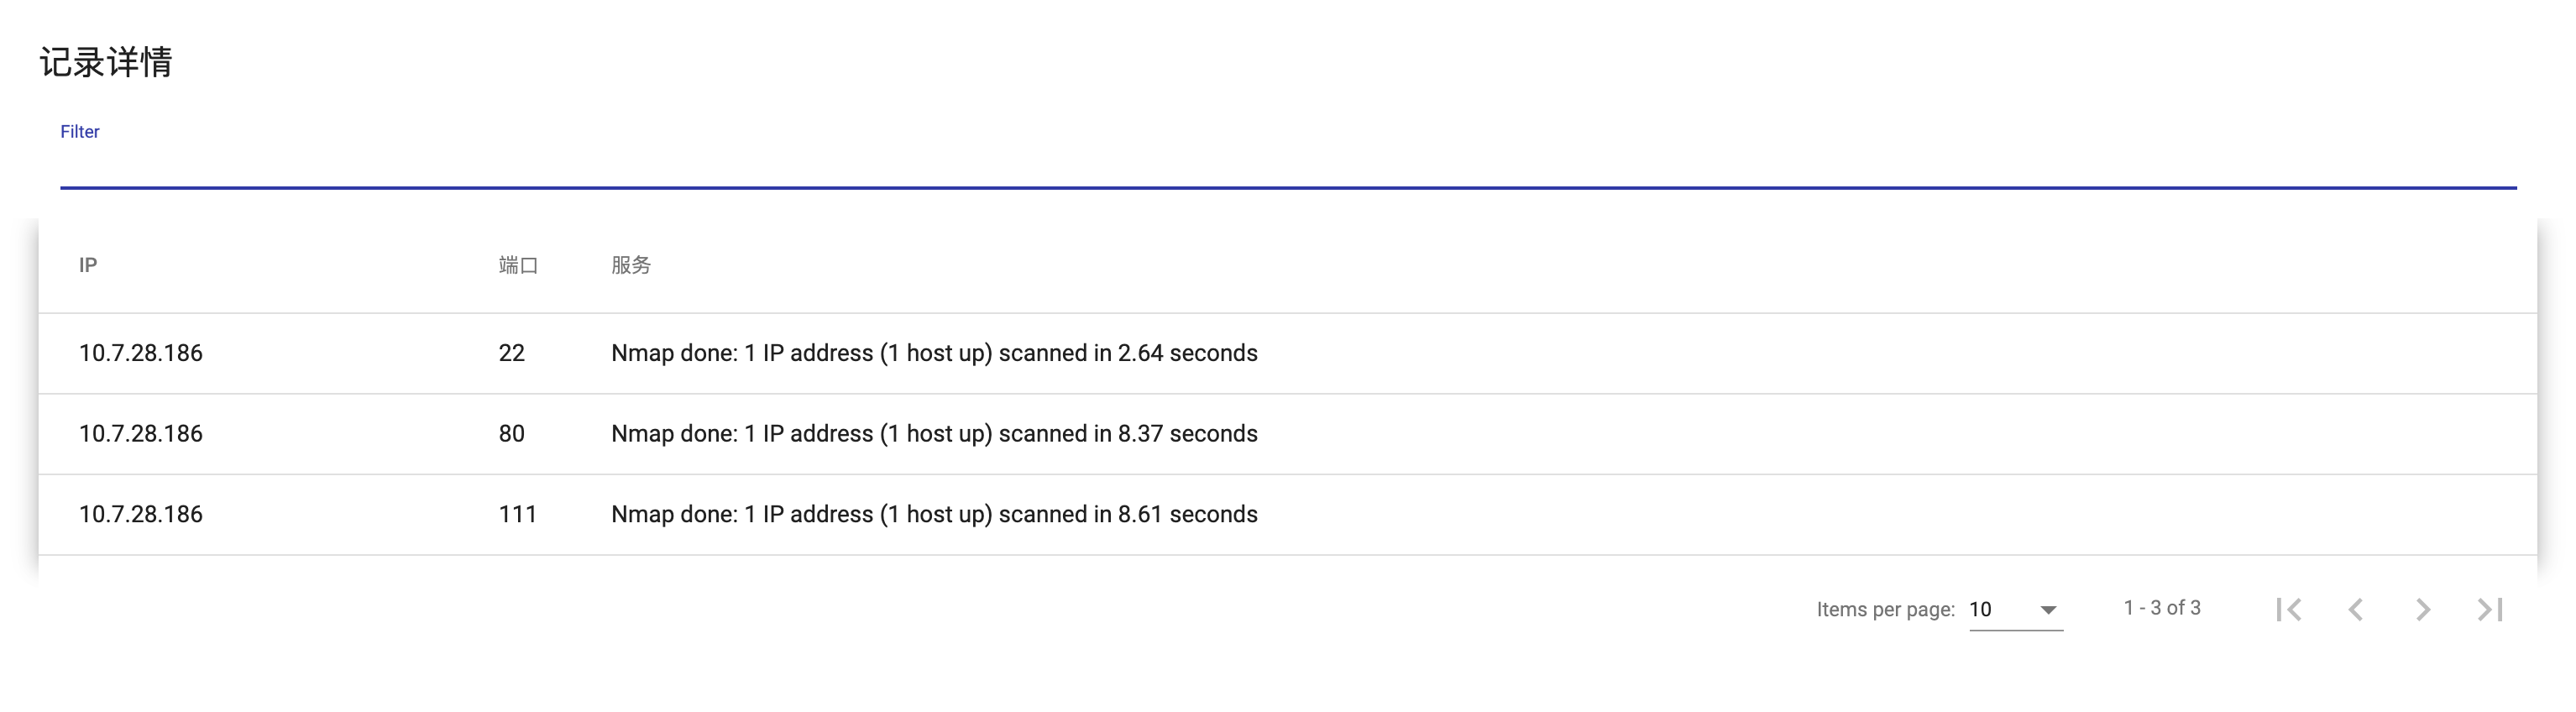 记录详情
Filter
IP 端口 服务
10.7.28.186 22 Nmap done: 1 IP address (1 host up) scanned in 2.64 seconds
10.7.28.186 80 Nmap done: 1 IP address (1 host up) scanned in 8.37 seconds
10.7.28.186 111 Nmap done: 1 IP address (1 host up) scanned in 8.61 seconds
Items per page: 10 1 - 3 of 3